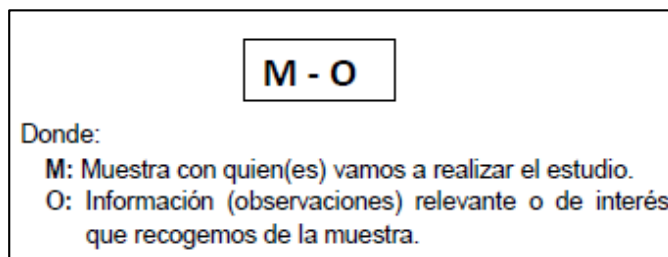 M - O
Donde:
M: Muestra con quien(es) vamos a realizar el estudio.
O: Información (observaciones) relevante o de interés
que recogemos de la muestra.